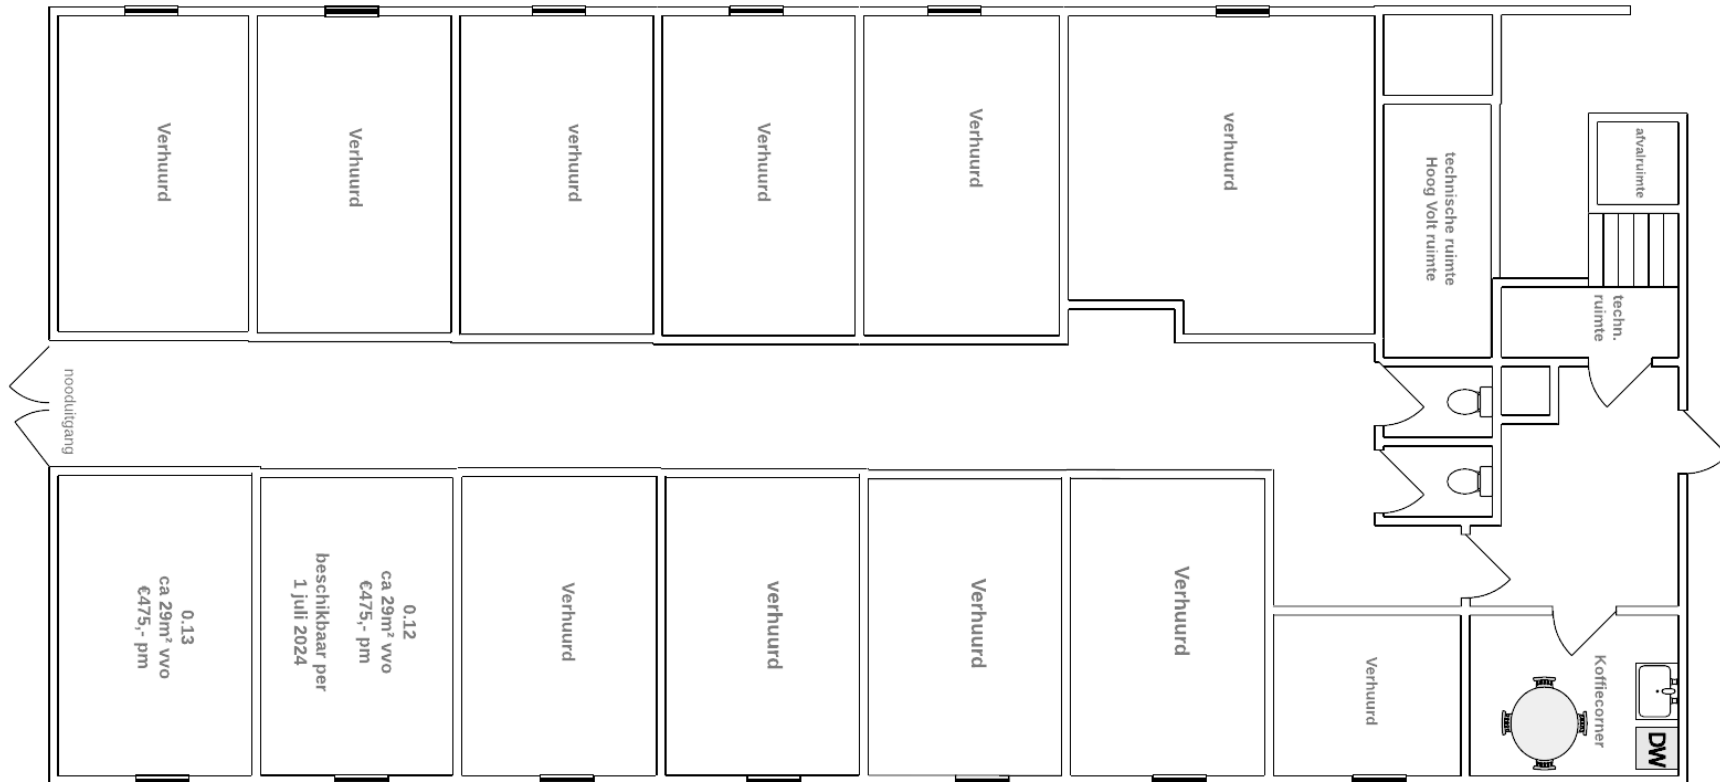 Verhuurd
Verhuurd
verhuurd
Verhuurd
Verhuurd
verhuurd
technische ruimte
Hoog Volt ruimte
afvalruimte
techn.
ruimte
nooduitgang
0.13
ca 29m² vvo
€475,- pm
0.12
ca 29m² vvo
€475,- pm
beschikbaar per
1 juli 2024
Verhuurd
verhuurd
Verhuurd
Verhuurd
Verhuurd
Koffiecorner
DW